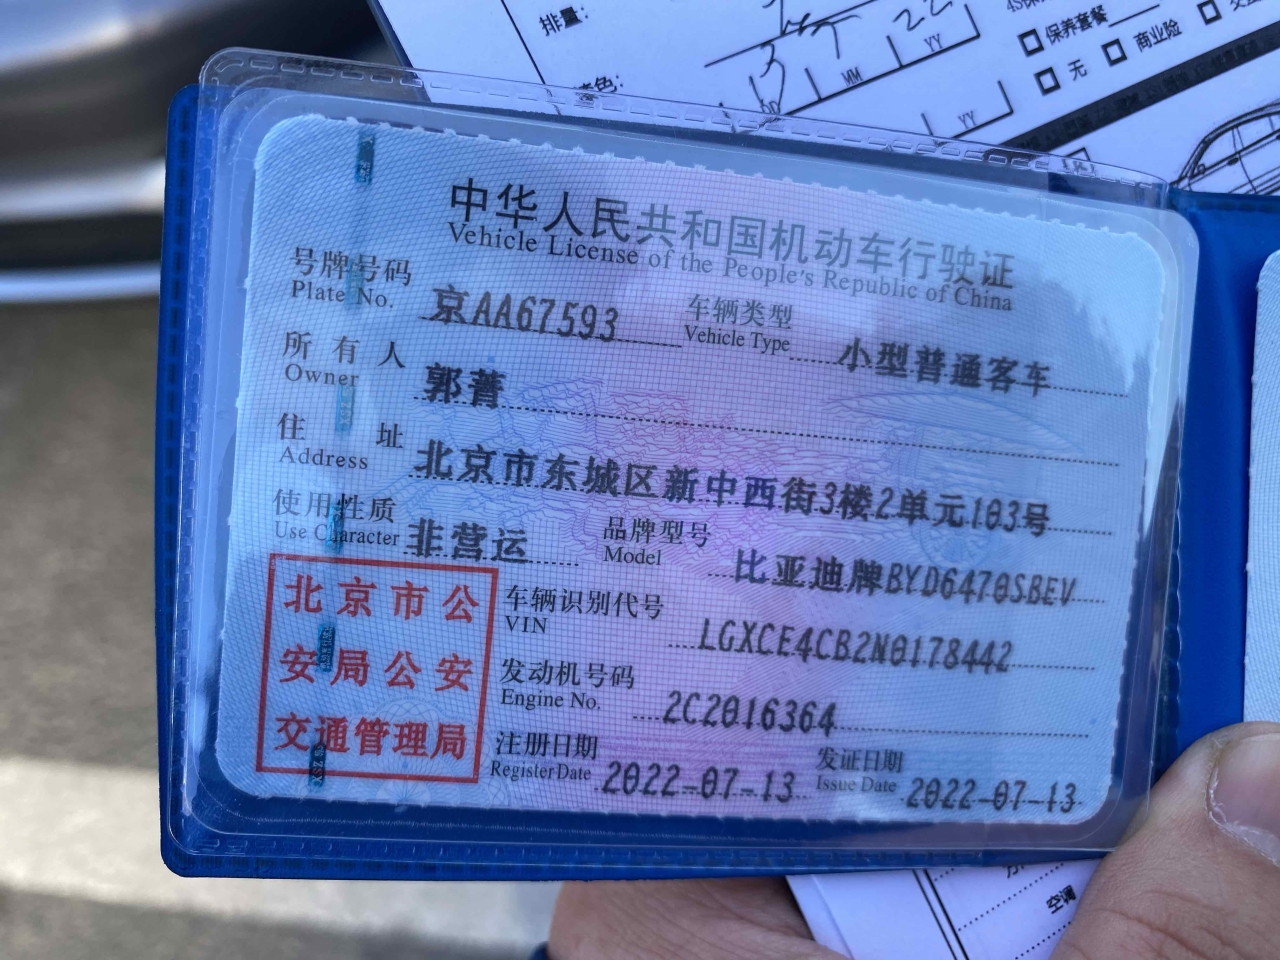 排量:
22
YY
MM
YY
保养套餐
商业险
无
中华人民共和国机动车行驶证
Vehicle License of the People's Republic of China
号牌号码 京AA67593 车辆类型 小型普通客车
Plate No. Vehicle Type
所有人 郭菁
Owner
住址 北京市东城区新中西街3楼2单元103号
Address
使用性质 非营运 品牌型号 比亚迪牌BYD6470SBEV
Use Character Model
北京市公
安局公安
交通管理局
车辆识别代号 LGXCE4CB2N0178442
VIN
发动机号码 2C2016364
Engine No.
注册日期 2022-07-13 发证日期 2022-07-13
Register Date Issue Date
空调